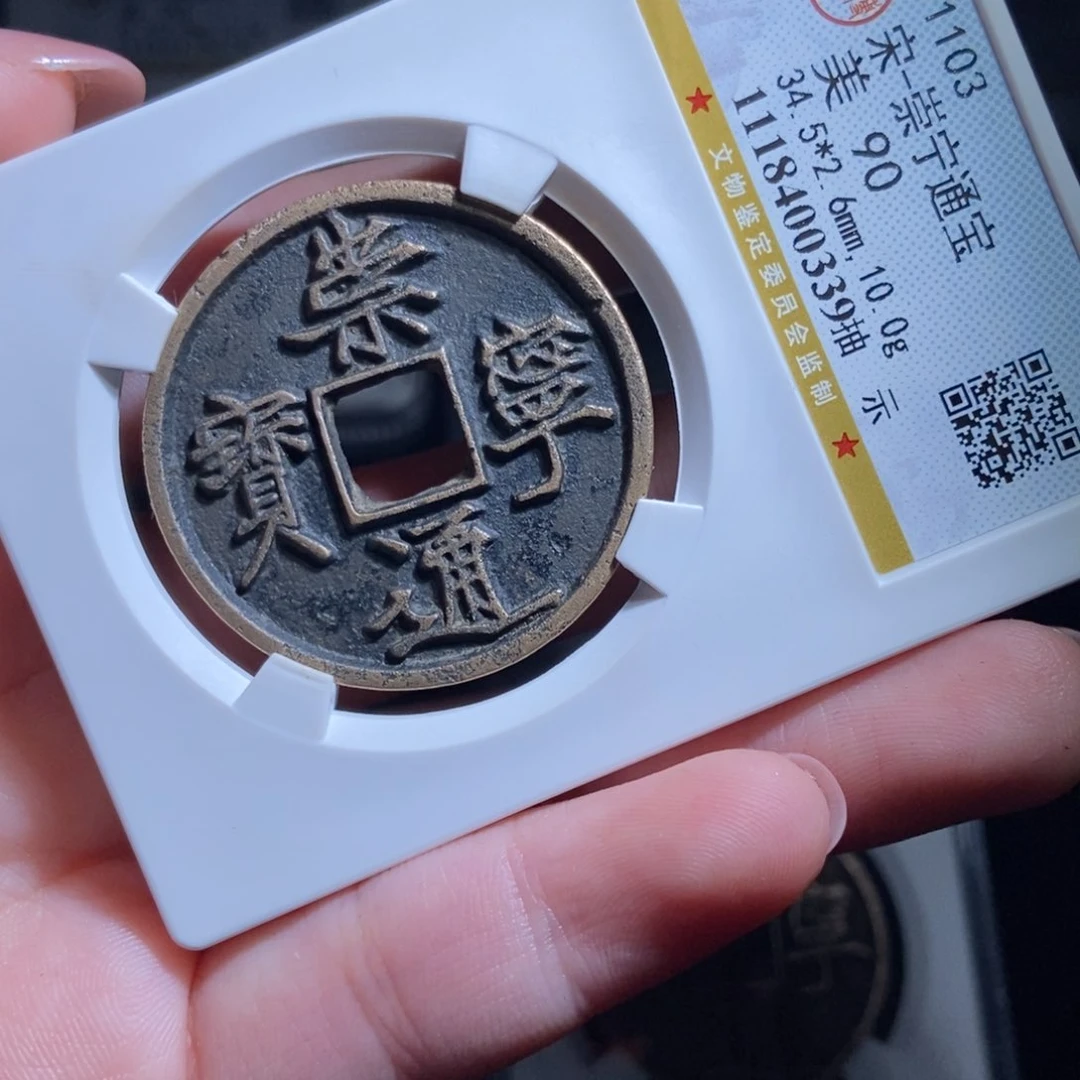 崇寧通寶
1103
宋-崇宁通宝
美 90
34.5*2.6mm,10.0g
1118400339抽 示
★ 文物鉴定委员会监制 ★